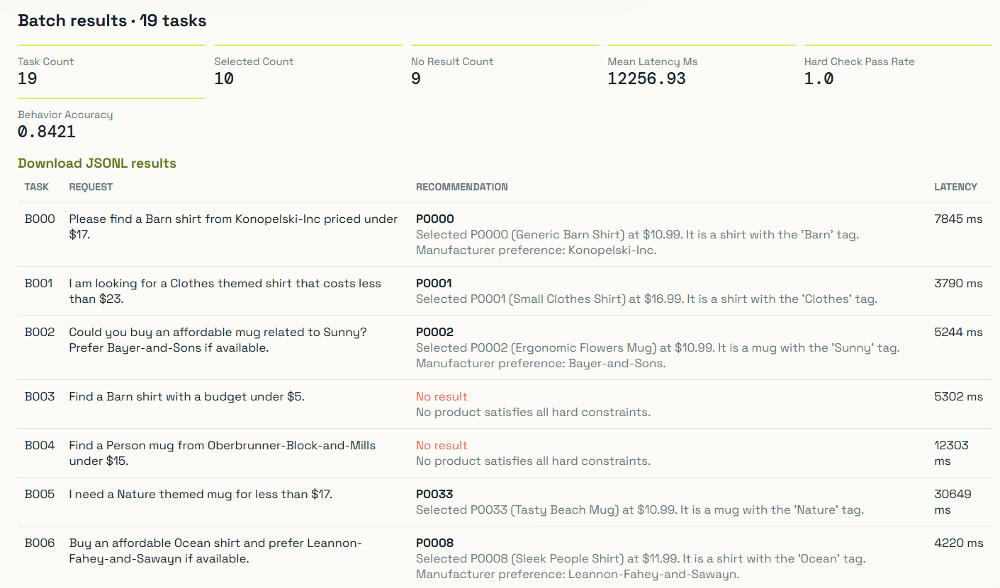 Batch results · 19 tasks
Task Count
19
Selected Count
10
No Result Count
9
Mean Latency Ms
12256.93
Hard Check Pass Rate
1.0
Behavior Accuracy
0.8421
Download JSONL results
TASK REQUEST RECOMMENDATION LATENCY
B000 Please find a Barn shirt from Konopelski-Inc priced under
$17.
P0000
Selected P0000 (Generic Barn Shirt) at $10.99. It is a shirt with the 'Barn' tag.
Manufacturer preference: Konopelski-Inc.
7845 ms
B001 I am looking for a Clothes themed shirt that costs less
than $23.
P0001
Selected P0001 (Small Clothes Shirt) at $16.99. It is a shirt with the 'Clothes' tag.
3790 ms
B002 Could you buy an affordable mug related to Sunny?
Prefer Bayer-and-Sons if available.
P0002
Selected P0002 (Ergonomic Flowers Mug) at $10.99. It is a mug with the 'Sunny' tag.
Manufacturer preference: Bayer-and-Sons.
5244 ms
B003 Find a Barn shirt with a budget under $5.
No result
No product satisfies all hard constraints.
5302 ms
B004 Find a Person mug from Oberbrunner-Block-and-Mills
under $15.
No result
No product satisfies all hard constraints.
12303
ms
B005 I need a Nature themed mug for less than $17.
P0033
Selected P0033 (Tasty Beach Mug) at $10.99. It is a mug with the 'Nature' tag.
30649
ms
B006 Buy an affordable Ocean shirt and prefer Leannon-
Fahey-and-Sawayn if available.
P0008
Selected P0008 (Sleek People Shirt) at $11.99. It is a shirt with the 'Ocean' tag.
Manufacturer preference: Leannon-Fahey-and-Sawayn.
4220 ms